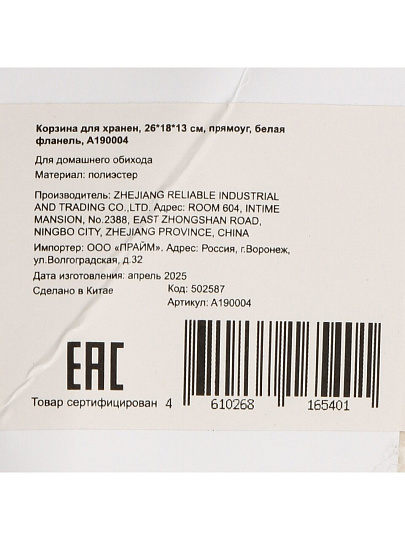 Корзина для хранен, 26*18*13 см, прямоуг, белая
фланель, А190004
Для домашнего обихода
Материал: полиэстер
Производитель: ZHEJIANG RELIABLE INDUSTRIAL
AND TRADING CO.,LTD. Адрес: ROOM 604, INTIME
MANSION, No.2388, EAST ZHONGSHAN ROAD,
NINGBO CITY, ZHEJIANG PROVINCE, CHINA
Импортер: ООО «ПРАЙМ». Адрес: Россия, г.Воронеж,
ул.Волгоградская, д.32
Дата изготовления: апрель 2025
Сделано в Китае
Код: 502587
Артикул: А190004
EAC
Товар сертифицирован
4 610268 165401